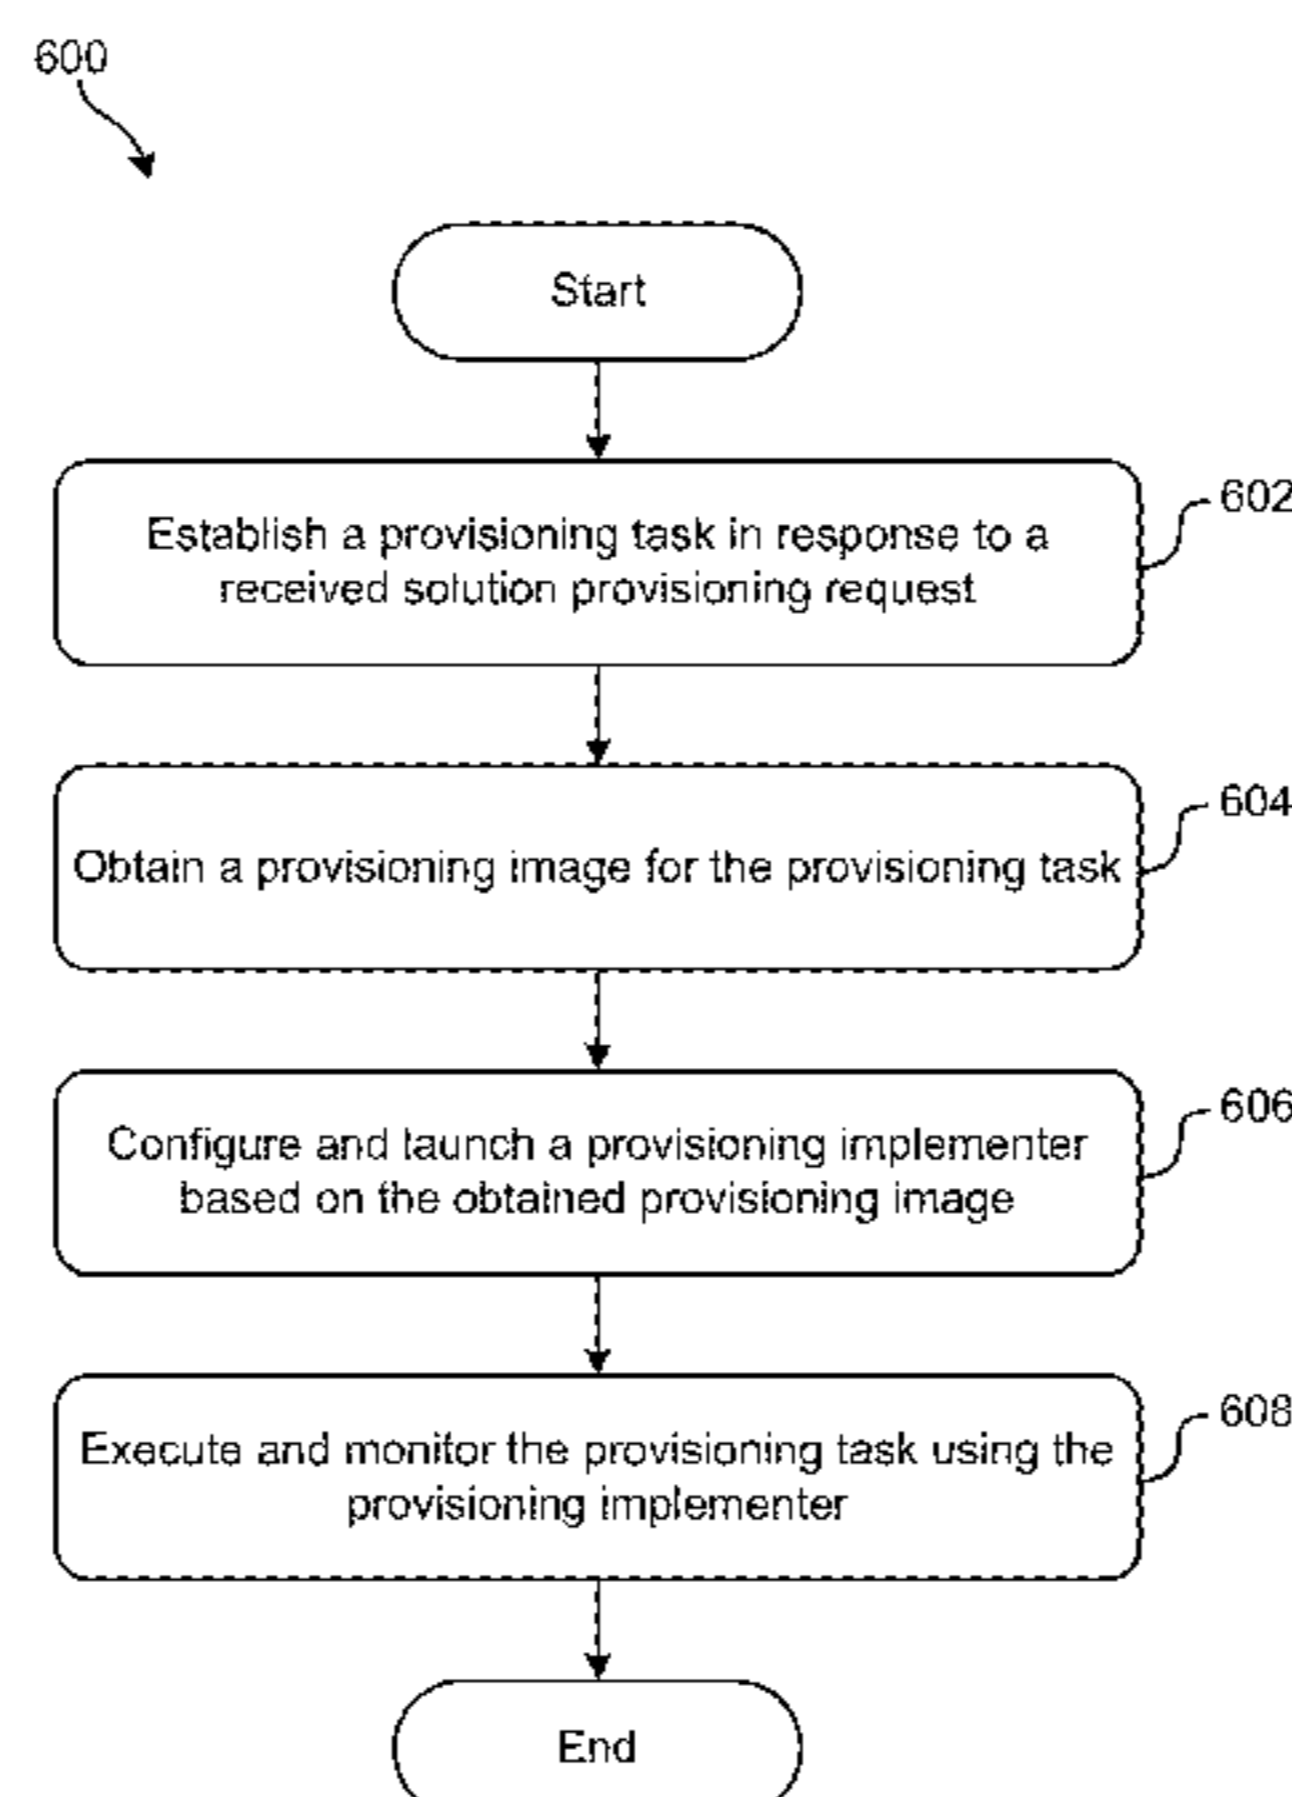 600
Start
602
Establish a provisioning task in response to a
received solution provisioning request
604
Obtain a provisioning image for the provisioning task
606
Configure and launch a provisioning implementer
based on the obtained provisioning image
608
Execute and monitor the provisioning task using the
provisioning implementer
End